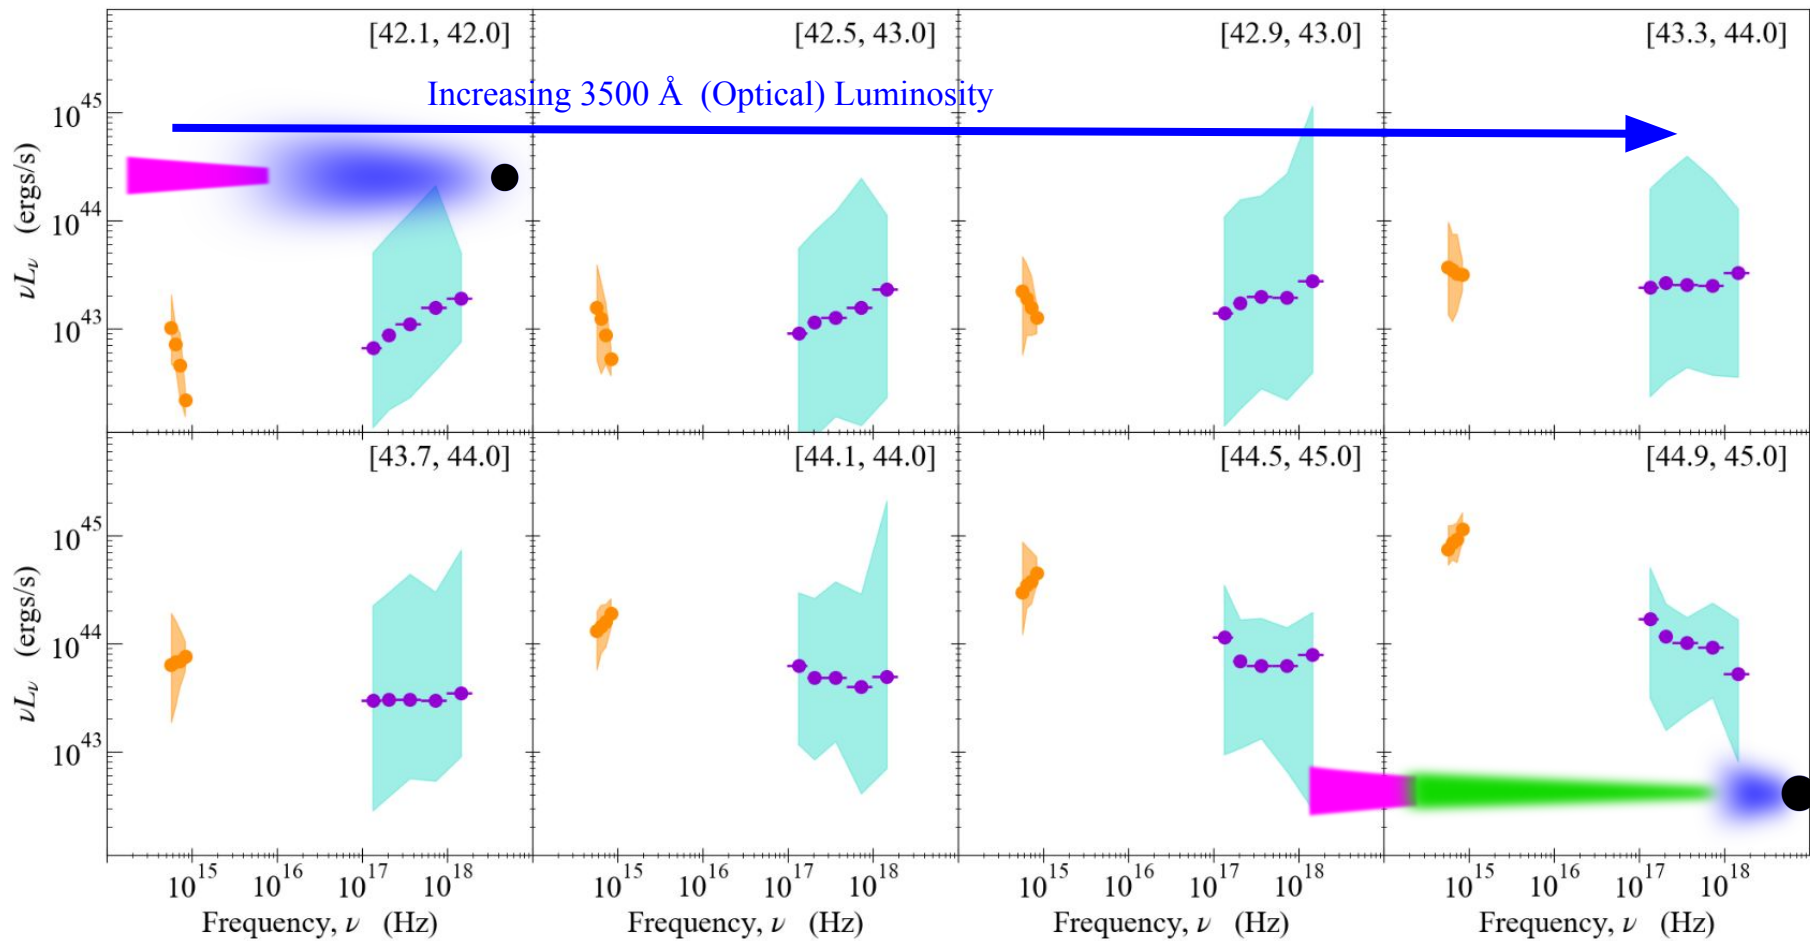 [42.1, 42.0] [42.5, 43.0] [42.9, 43.0] [43.3, 44.0]
Increasing 3500 Å (Optical) Luminosity
10^45
10^44
10^43
νL_ν (ergs/s)
[43.7, 44.0] [44.1, 44.0] [44.5, 45.0] [44.9, 45.0]
10^45
10^44
10^43
νL_ν (ergs/s)
10^15 10^16 10^17 10^18 10^15 10^16 10^17 10^18 10^15 10^16 10^17 10^18 10^15 10^16 10^17 10^18
Frequency, ν (Hz) Frequency, ν (Hz) Frequency, ν (Hz) Frequency, ν (Hz)